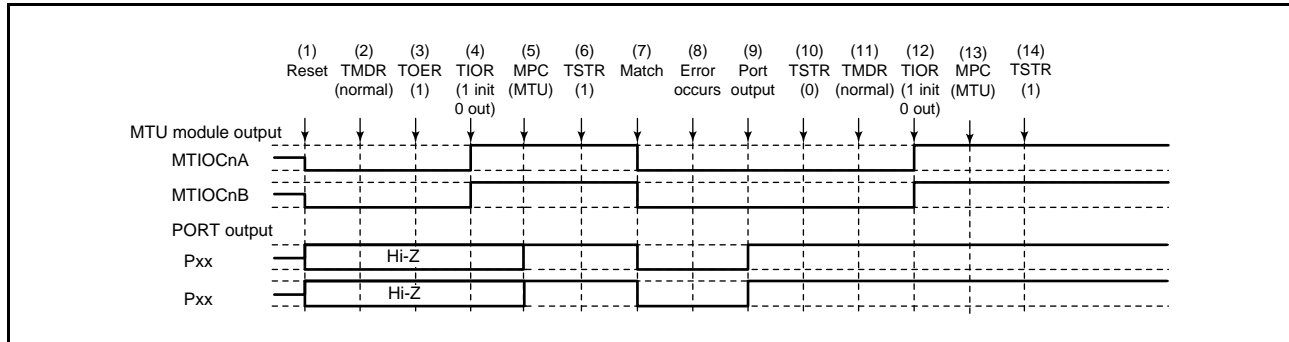 (1) (2) (3) (4) (5) (6) (7) (8) (9) (10) (11) (12) (13) (14)
Reset TMDR TOER TIOR MPC TSTR Match Error Port TSTR TMDR TIOR MPC TSTR
(normal) (1) (1 init (MTU) (1) occurs output (0) (normal) (1 init (MTU) (1)
0 out) 0 out)
MTU module output
MTIOCnA
MTIOCnB
PORT output
Pxx Hi-Z
Pxx Hi-Z